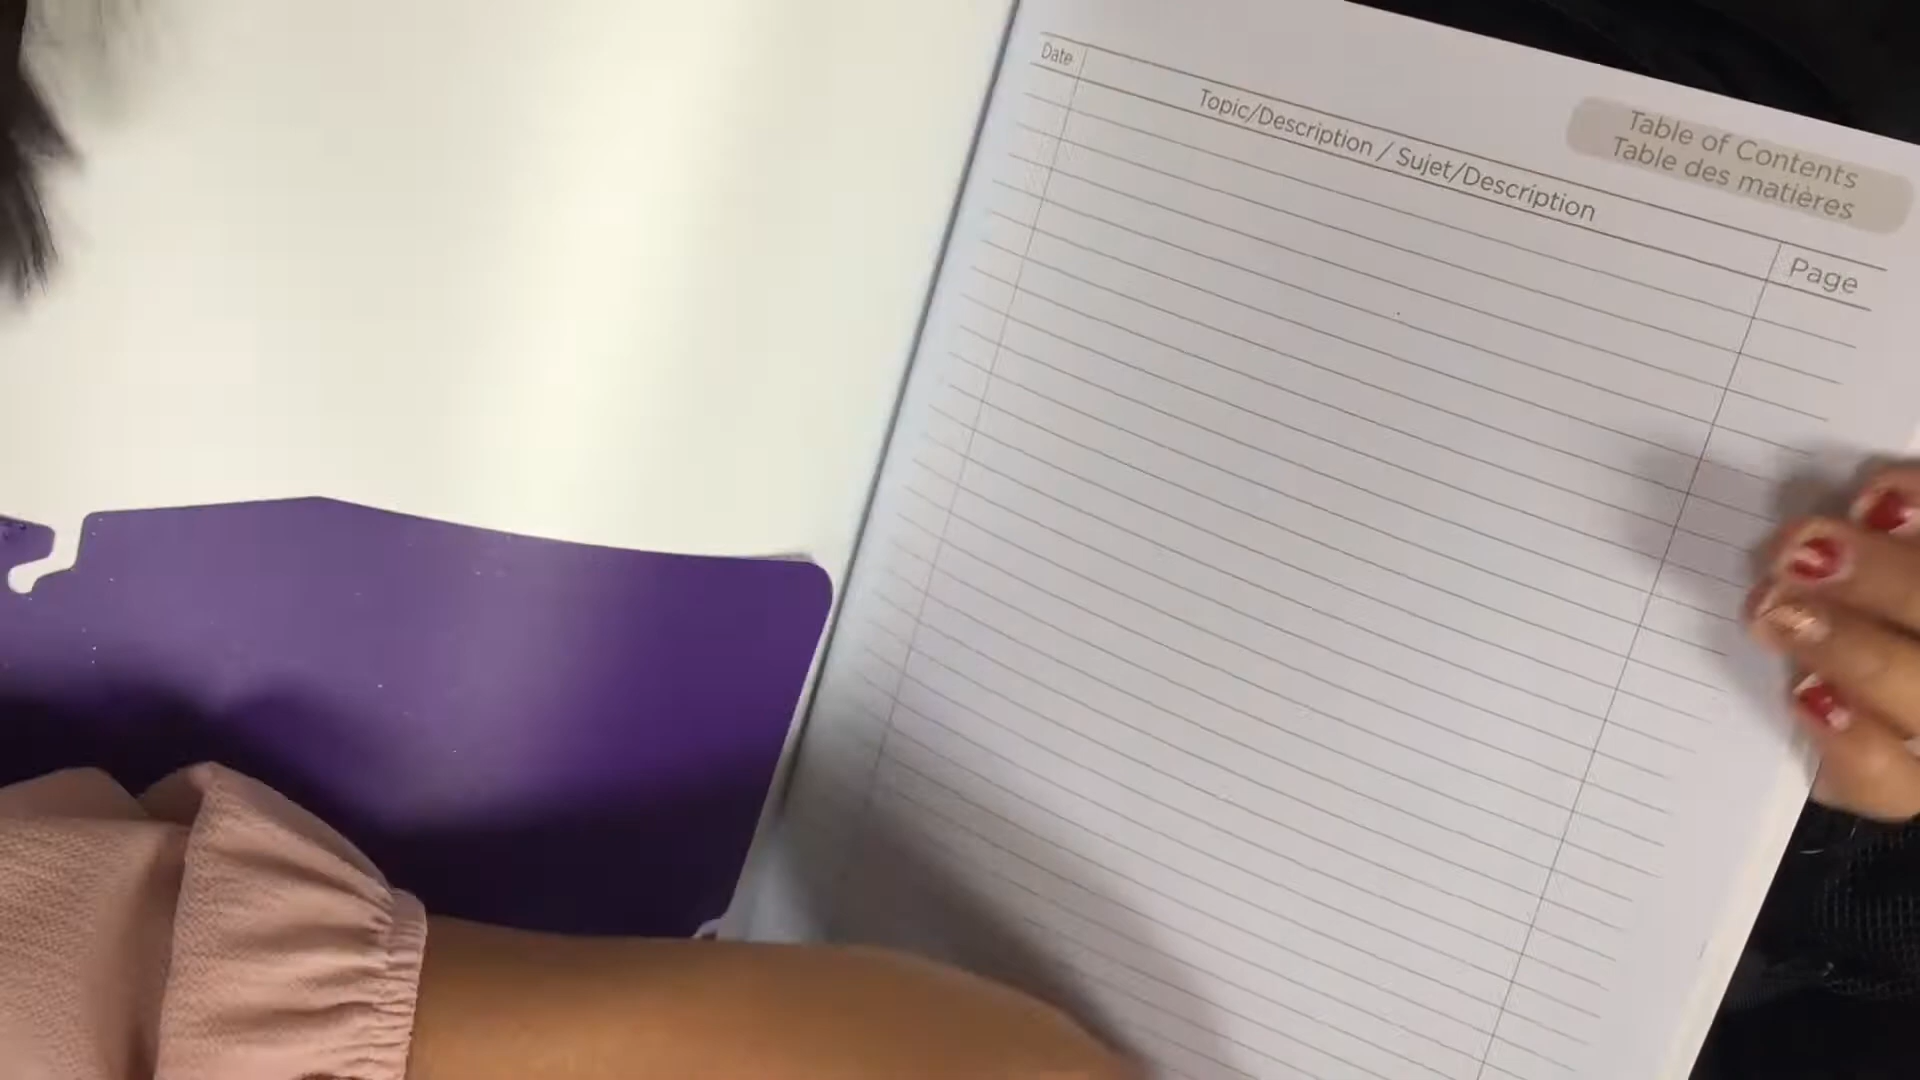 Table of Contents
Table des matières
Date
Topic/Description / Sujet/Description
Page